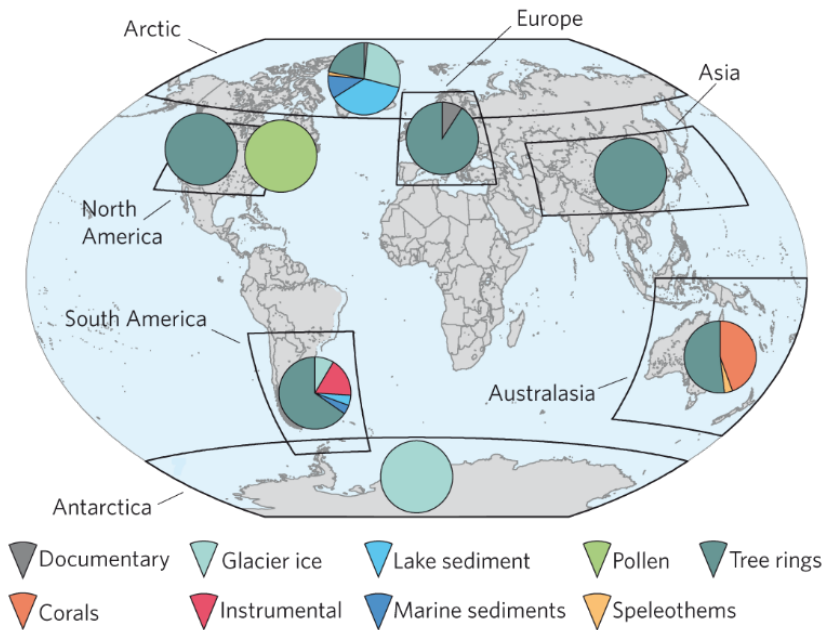 Arctic
Europe
Asia
North
America
South America
Australasia
Antarctica
Documentary
Glacier ice
Lake sediment
Pollen
Tree rings
Corals
Instrumental
Marine sediments
Speleothems